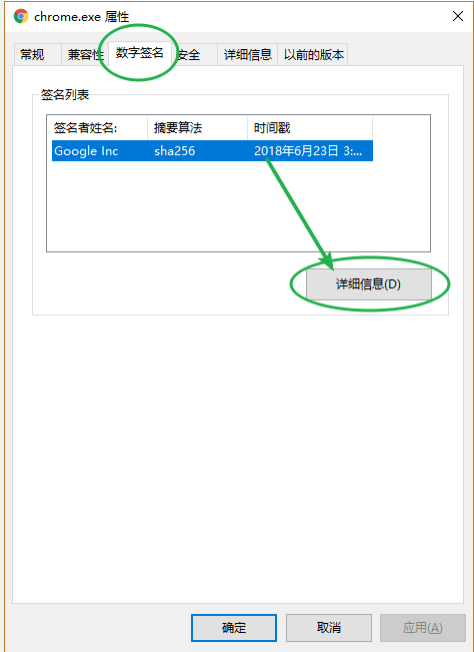 chrome.exe 属性
常规 兼容性 数字签名 安全 详细信息 以前的版本
签名列表
签名者姓名: 摘要算法 时间戳
Google Inc sha256 2018年6月23日 3:...
详细信息(D)
确定 取消 应用(A)